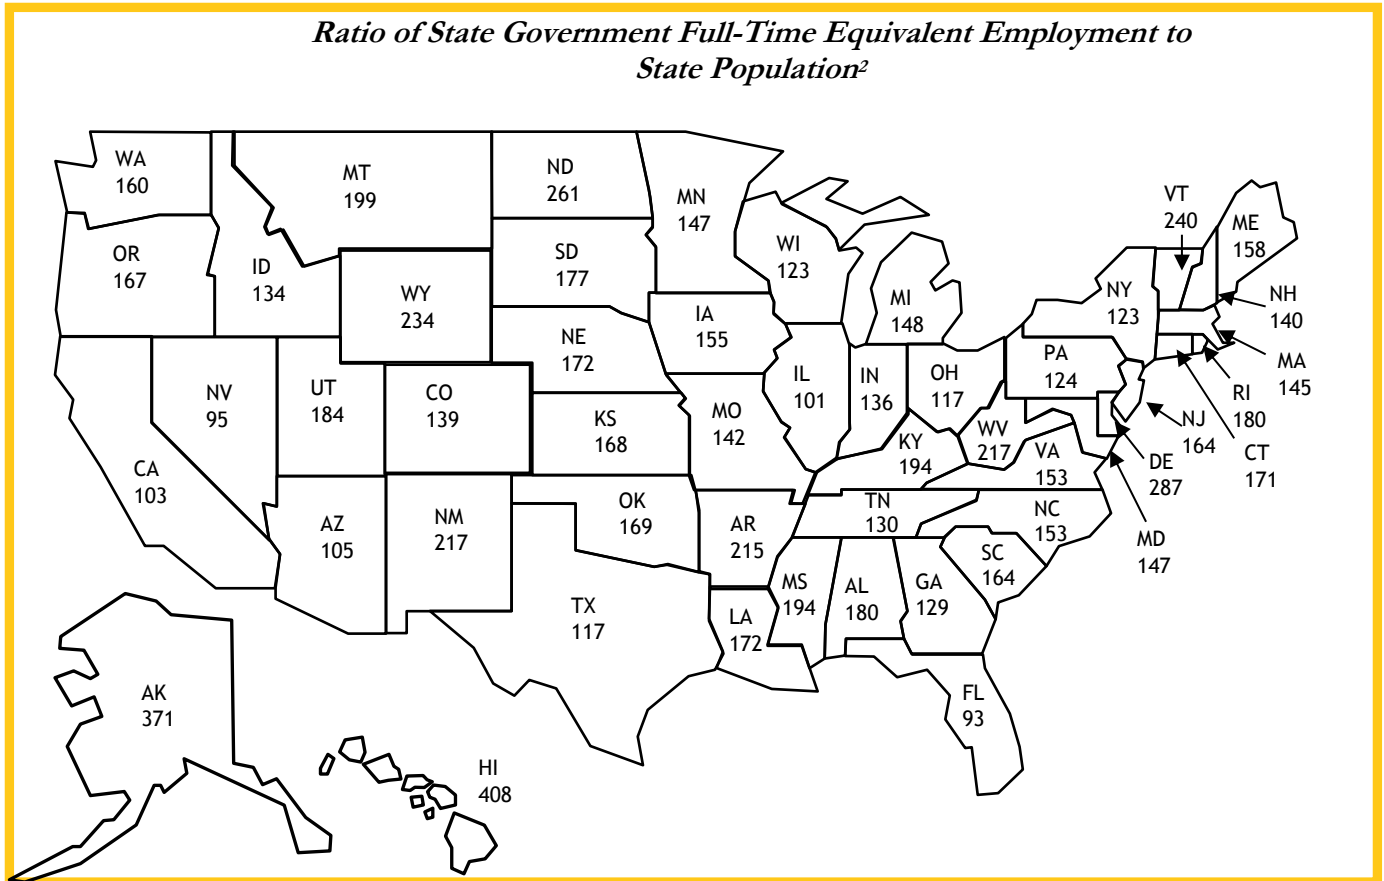 Ratio of State Government Full-Time Equivalent Employment to
State Population²
WA
160
MT
199
ND
261
MN
147
VT
240
ME
158
OR
167
ID
134
WY
234
SD
177
WI
123
MI
148
NY
123
NH
140
IA
155
NE
172
PA
124
MA
145
NV
95
UT
184
CO
139
KS
168
MO
142
IL
101
IN
136
OH
117
RI
180
NJ
164
WV
217
VA
153
KY
194
CT
171
DE
287
CA
103
AZ
105
NM
217
OK
169
AR
215
TN
130
NC
153
MD
147
SC
164
MS
194
AL
180
GA
129
TX
117
LA
172
FL
93
AK
371
HI
408